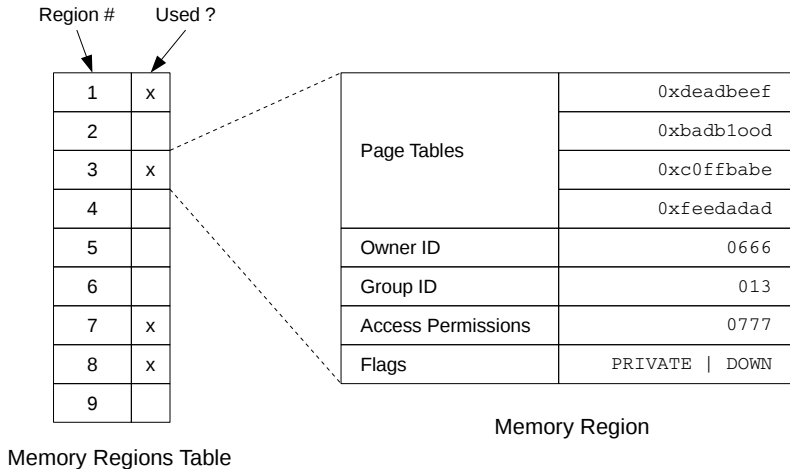 Region # Used ?
1 x
2
3 x
4
5
6
7 x
8 x
9
Memory Regions Table
Page Tables
0xdeadbeef
0xbadb1ood
0xc0ffbabe
0xfeedadad
Owner ID 0666
Group ID 013
Access Permissions 0777
Flags PRIVATE | DOWN
Memory Region